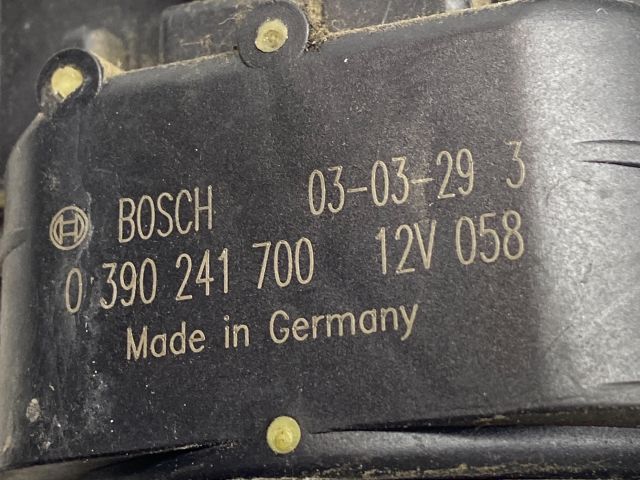 BOSCH 03-03-29 3
0 390 241 700 12V 058
Made in Germany